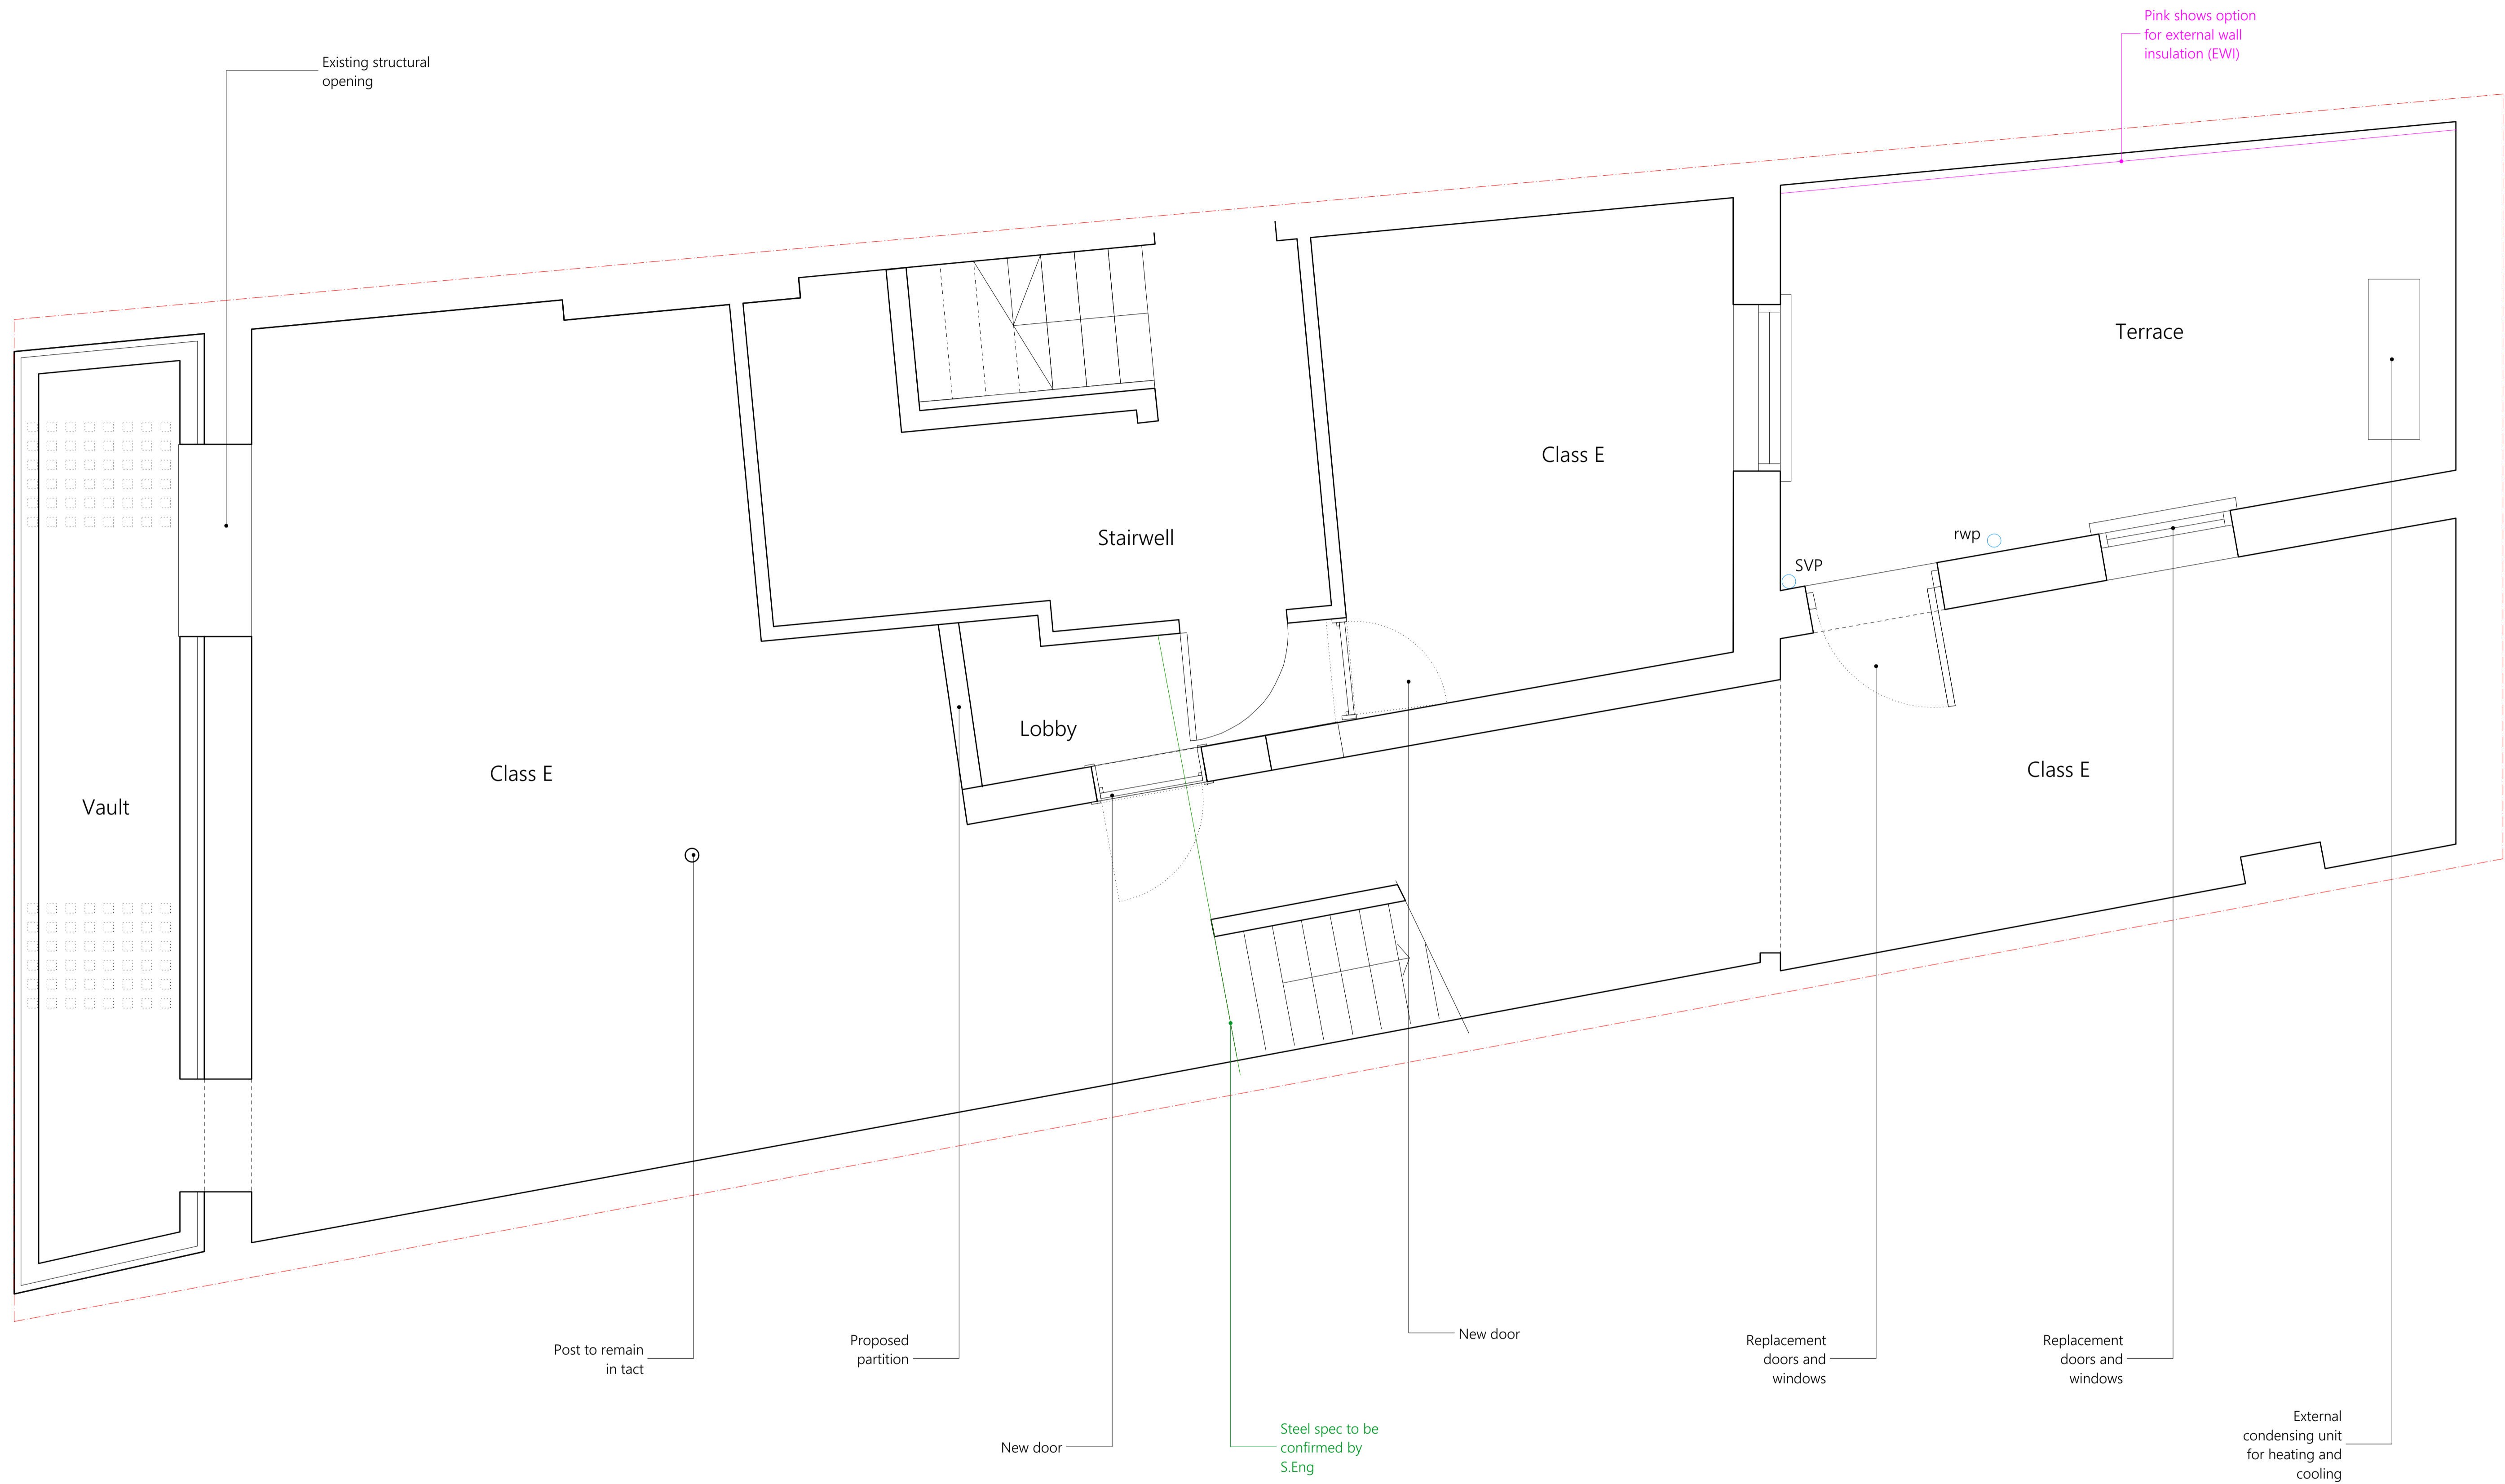 Pink shows option
for external wall
insulation (EWI)
Existing structural
opening
Terrace
Class E
Stairwell
rwp
SVP
Lobby
Class E
Class E
Vault
Post to remain
in tact
Proposed
partition
New door
Replacement
doors and
windows
Replacement
doors and
windows
New door
Steel spec to be
confirmed by
S.Eng
External
condensing unit
for heating and
cooling